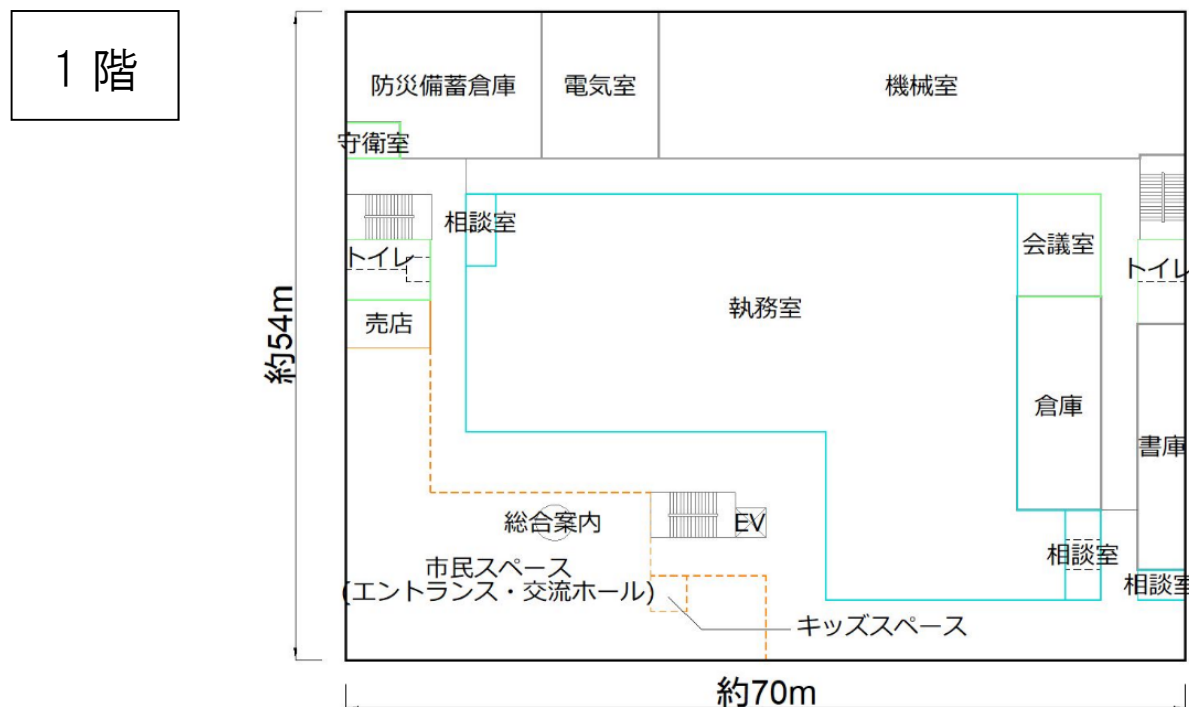 1階
防災備蓄倉庫
電気室
機械室
守衛室
相談室
会議室
トイレ
トイレ
執務室
売店
約54m
倉庫
書庫
総合案内
EV
相談室
市民スペース
(エントランス・交流ホール)
相談室
キッズスペース
約70m